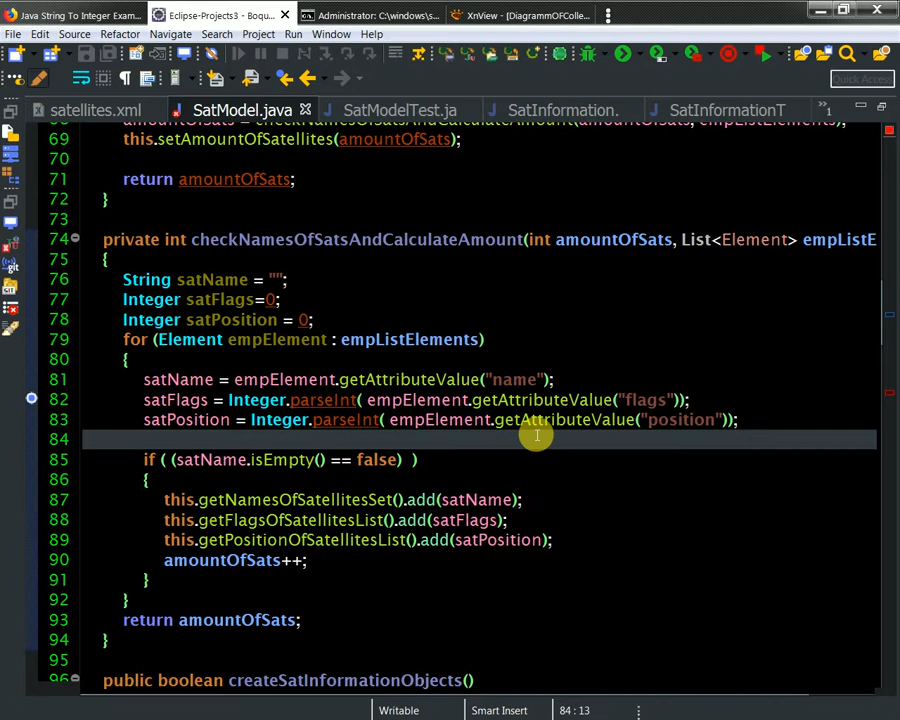 Java String To Integer Exam... Eclipse-Projects3 - Boqu... Administrator: C:\windows\s... XnView - [DiagrammOfColle...
File Edit Source Refactor Navigate Search Project Run Window Help
Quick Access
satellites.xml SatModel.java SatModelTest.ja SatInformation. SatInformationT »1
69 this.setAmountOfSatellites(amountOfSats);
70
71 return amountOfSats;
72 }
73
74 private int checkNamesOfSatsAndCalculateAmount(int amountOfSats, List<Element> empListE
75 {
76 String satName = "";
77 Integer satFlags=0;
78 Integer satPosition = 0;
79 for (Element empElement : empListElements)
80 {
81 satName = empElement.getAttributeValue("name");
82 satFlags = Integer.parseInt( empElement.getAttributeValue("flags"));
83 satPosition = Integer.parseInt( empElement.getAttributeValue("position"));
84
85 if ( (satName.isEmpty() == false) )
86 {
87 this.getNamesOfSatellitesSet().add(satName);
88 this.getFlagsOfSatellitesList().add(satFlags);
89 this.getPositionOfSatellitesList().add(satPosition);
90 amountOfSats++;
91 }
92 }
93 return amountOfSats;
94 }
95
96 public boolean createSatInformationObjects()
Writable Smart Insert 84 : 13